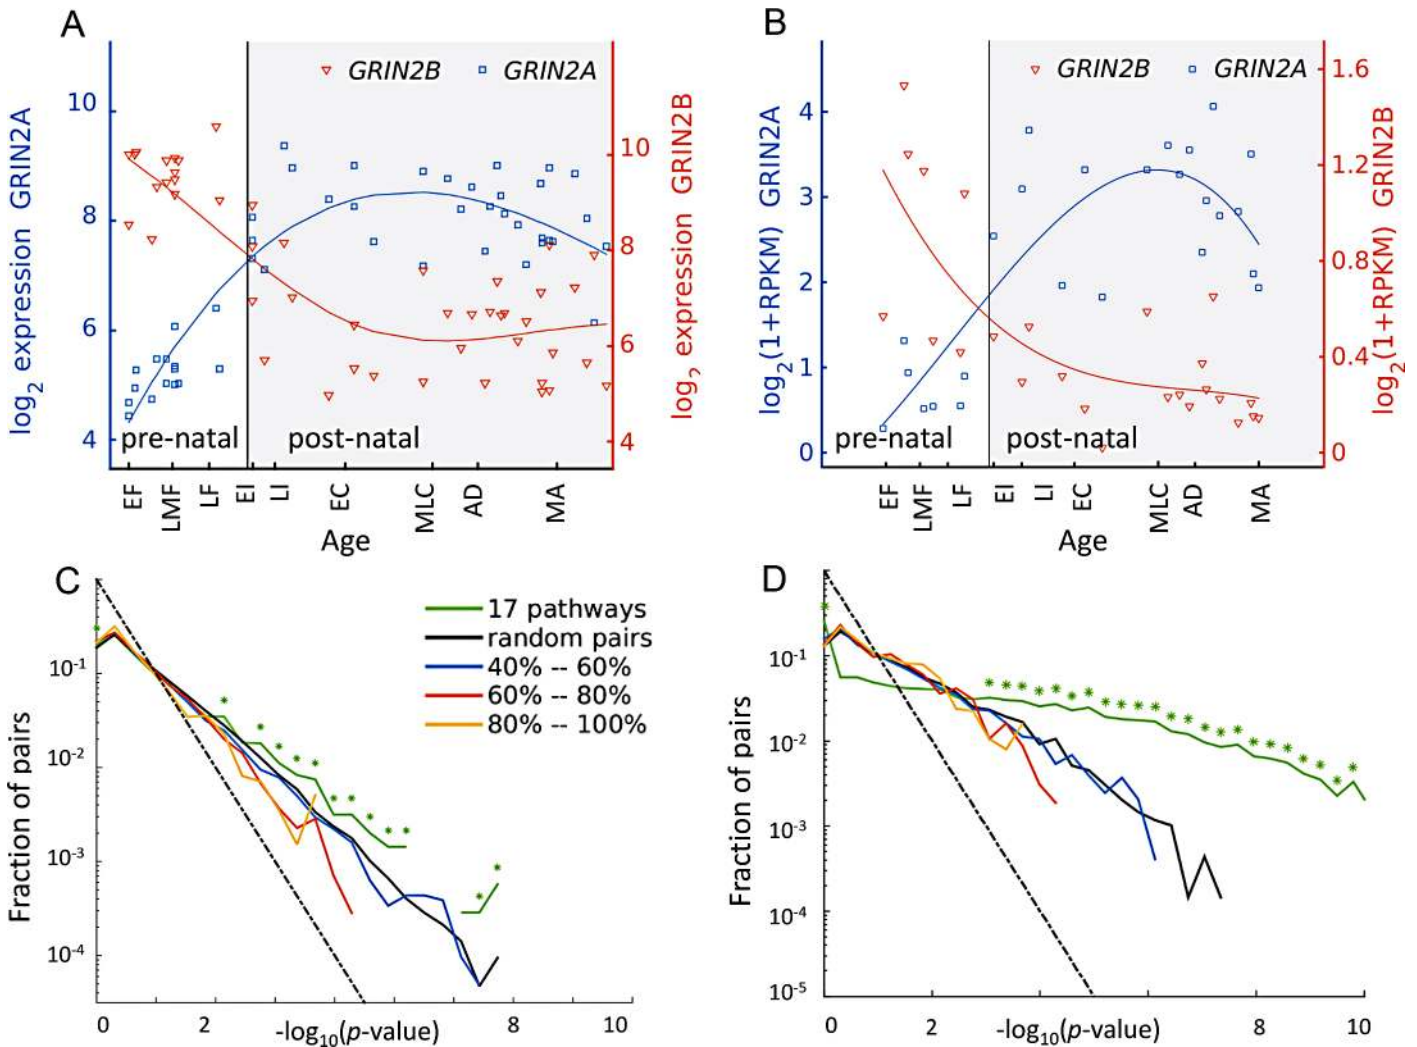 A
GRIN2B
GRIN2A
10
8
6
4
log2 expression GRIN2A
10
8
6
4
log2 expression GRIN2B
pre-natal
post-natal
EF
LMF
LF
EI
LI
EC
MLC
AD
MA
Age
B
GRIN2B
GRIN2A
4
3
2
1
0
log2(1+RPKM) GRIN2A
1.6
1.2
0.8
0.4
0
log2(1+RPKM) GRIN2B
pre-natal
post-natal
EF
LMF
LF
EI
LI
EC
MLC
AD
MA
Age
C
17 pathways
random pairs
40% -- 60%
60% -- 80%
80% -- 100%
10-1
10-2
10-3
10-4
Fraction of pairs
0
2
-log10(p-value)
8
10
D
10-1
10-2
10-3
10-4
10-5
Fraction of pairs
0
2
-log10(p-value)
8
10